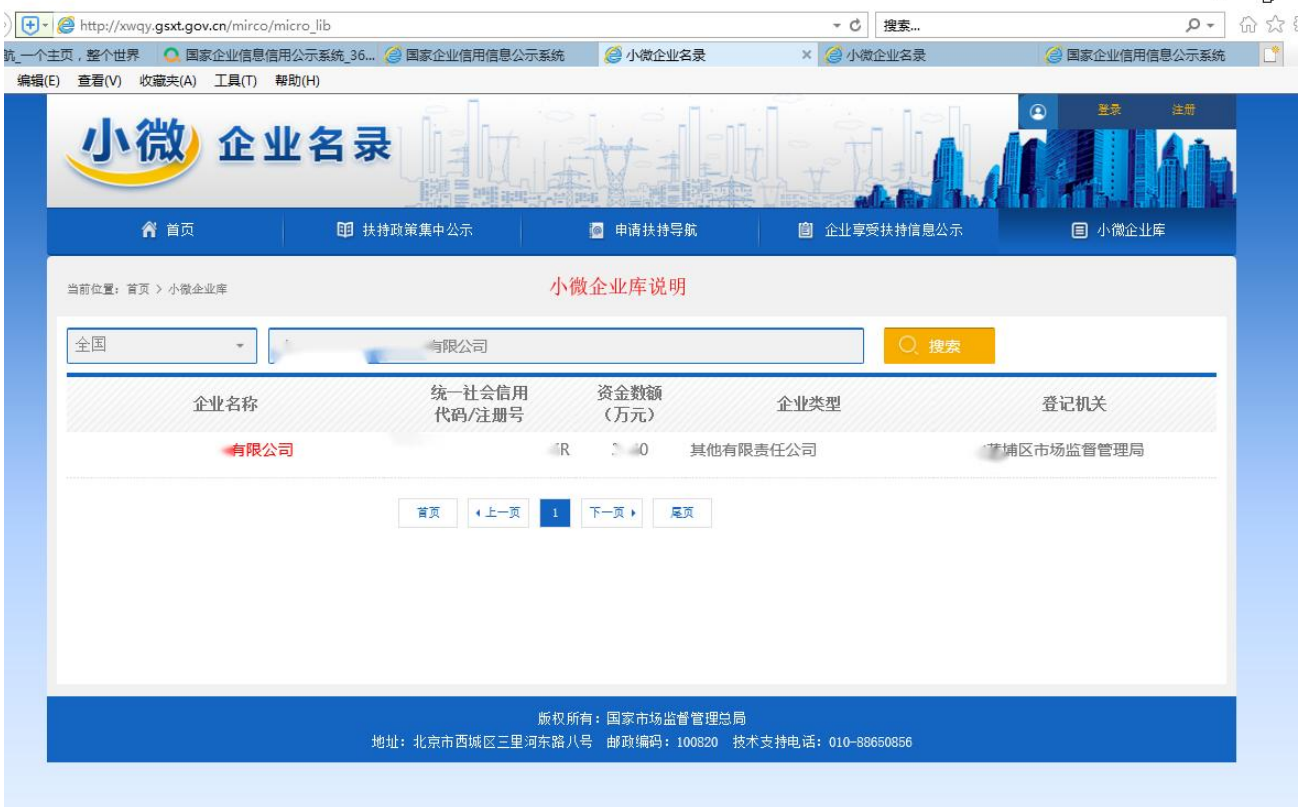 http://xwqy.gsxt.gov.cn/mirco/micro_lib
搜索...
航_一个主页，整个世界
国家企业信息信用公示系统_36...
国家企业信用信息公示系统
小微企业名录
小微企业名录
国家企业信用信息公示系统
编辑(E) 查看(V) 收藏夹(A) 工具(T) 帮助(H)
登录 注册
小微 企业名录
首页 扶持政策集中公示 申请扶持导航 企业享受扶持信息公示 小微企业库
当前位置：首页 > 小微企业库
小微企业库说明
全国
有限公司
搜索
企业名称 统一社会信用代码/注册号 资金数额（万元） 企业类型 登记机关
有限公司 R 0 其他有限责任公司 埔区市场监督管理局
首页 上一页 1 下一页 尾页
版权所有：国家市场监督管理总局
地址：北京市西城区三里河东路八号 邮政编码：100820 技术支持电话：010-88650856